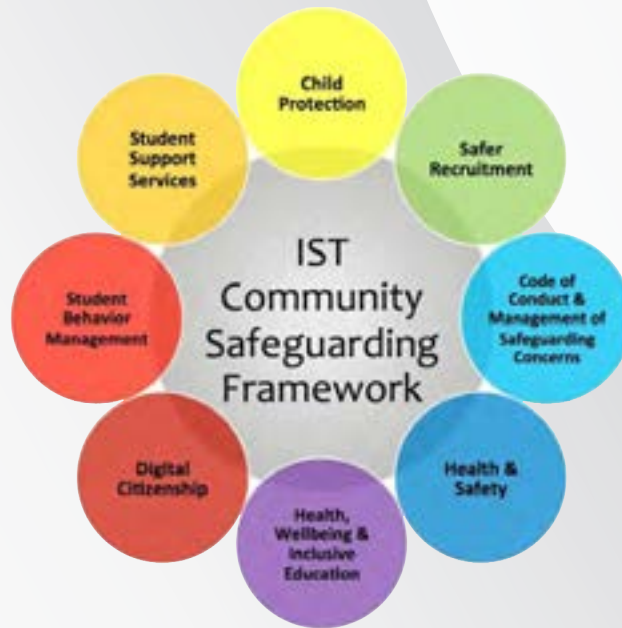 IST
Community
Safeguarding
Framework
Child
Protection
Safer
Recruitment
Code of
Conduct &
Management of
Safeguarding
Concerns
Health &
Safety
Health,
Wellbeing &
Inclusive
Education
Digital
Citizenship
Student
Behavior
Management
Student
Support
Services